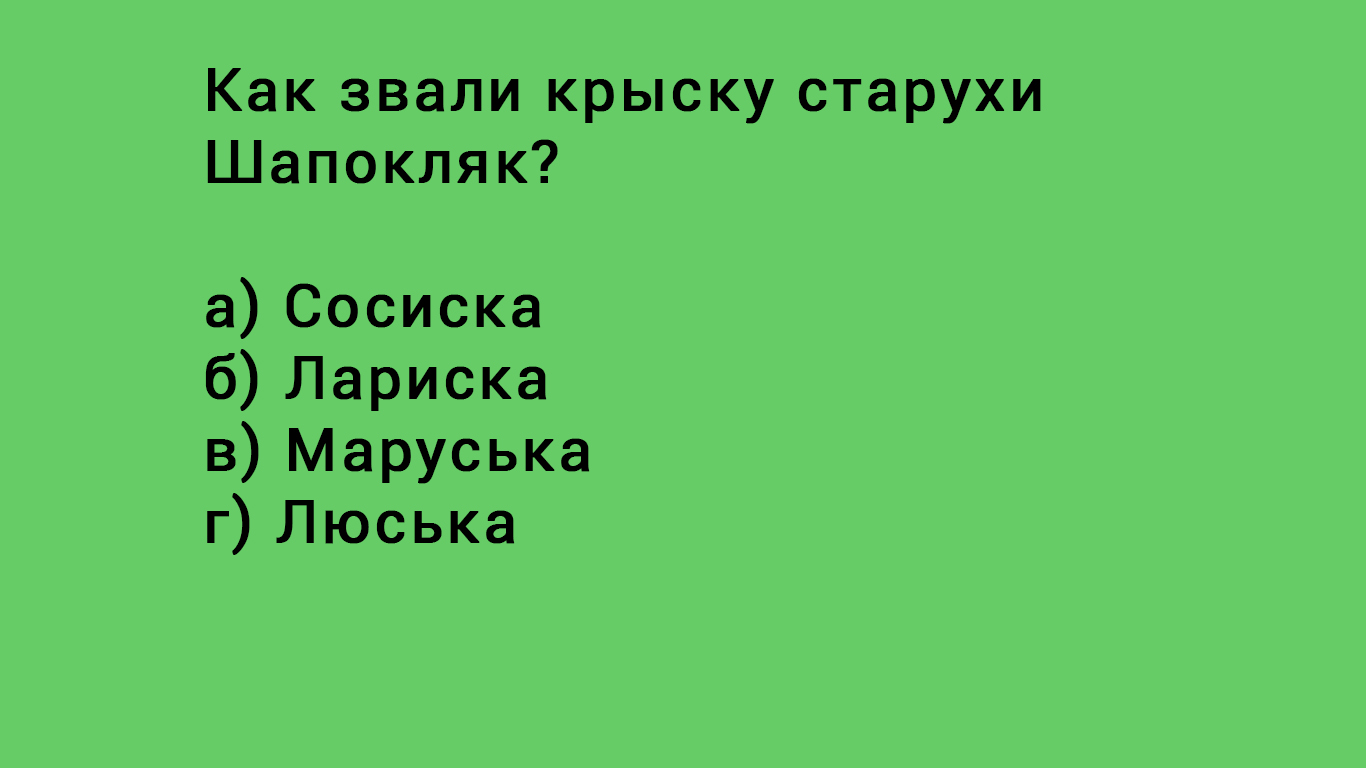 Как звали крыску старухи
Шапокляк?
а) Сосиска
б) Лариска
в) Маруська
г) Люська